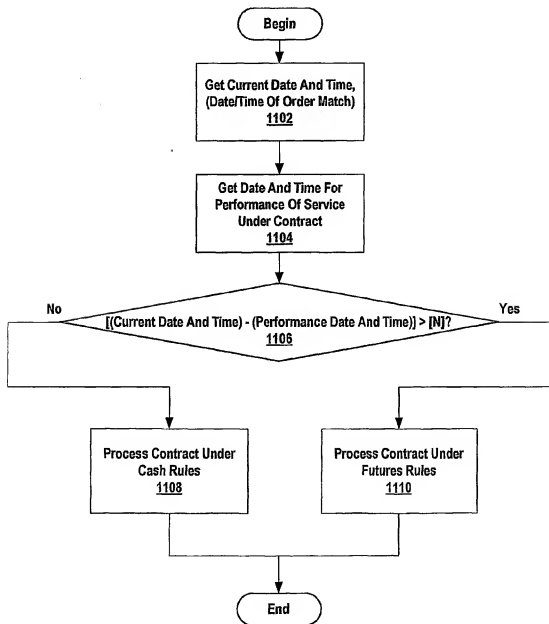 Begin
Get Current Date And Time,
(Date/Time Of Order Match)
1102
Get Date And Time For
Performance Of Service
Under Contract
1104
No
Yes
[(Current Date And Time) - (Performance Date And Time)] > [N]?
1106
Process Contract Under
Cash Rules
1108
Process Contract Under
Futures Rules
1110
End